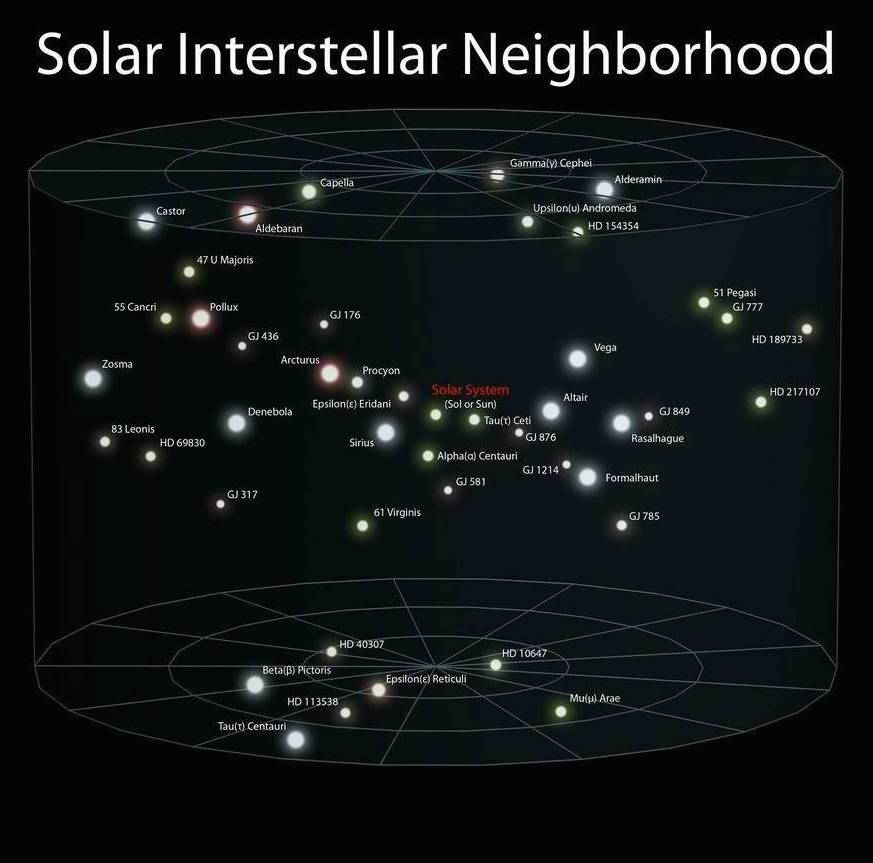 Solar Interstellar Neighborhood
Gamma(γ) Cephei
Capella
Alderamin
Castor
Upsilon(υ) Andromeda
Aldebaran
HD 154354
47 U Majoris
51 Pegasi
55 Cancri
Pollux
GJ 777
GJ 176
GJ 436
HD 189733
Vega
Arcturus
Zosma
Procyon
Solar System
HD 217107
Altair
Epsilon(ε) Eridani
(Sol or Sun)
Denebola
GJ 849
Tau(τ) Ceti
83 Leonis
GJ 876
Rasalhague
HD 69830
Sirius
Alpha(α) Centauri
GJ 1214
Formalhaut
GJ 581
GJ 317
61 Virginis
GJ 785
HD 40307
HD 10647
Beta(β) Pictoris
Epsilon(ε) Reticuli
Mu(μ) Arae
HD 113538
Tau(τ) Centauri